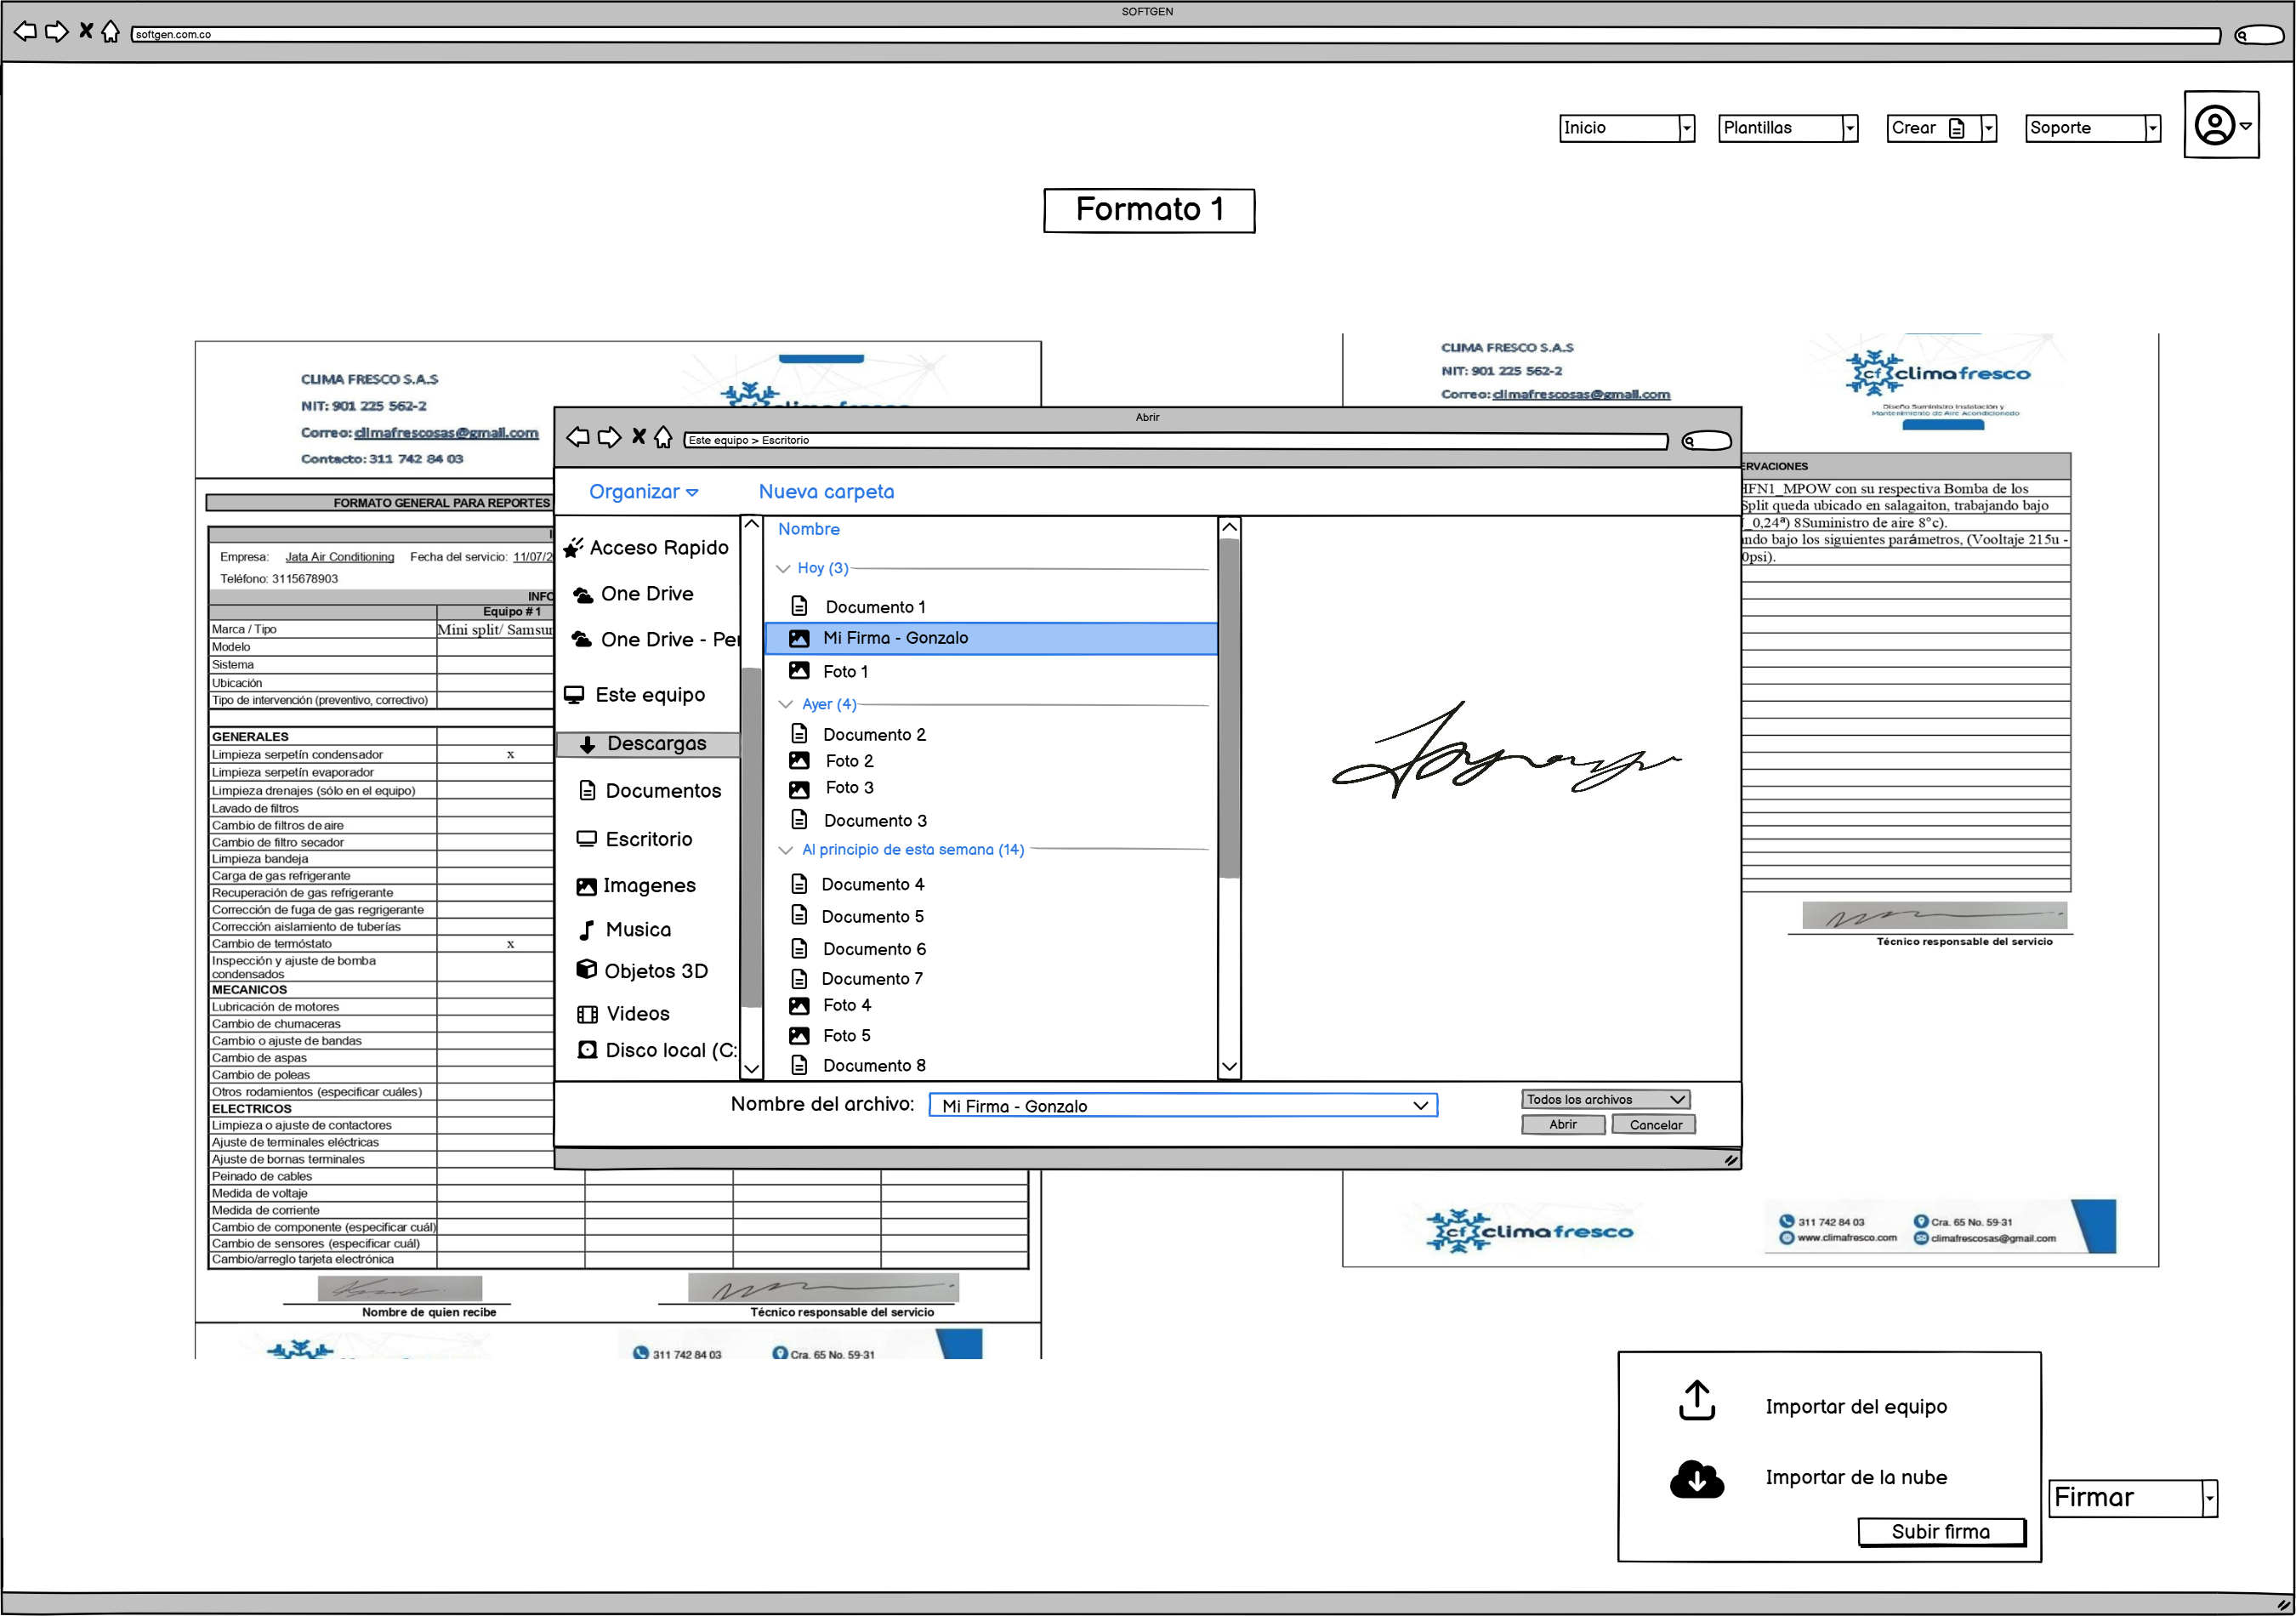 SOFTGEN
softgen.com.co
Inicio
Plantillas
Crear
Soporte
Formato 1
CLIMA FRESCO S.A.S
NIT: 901 225 562-2
Correo: climafrescosas@gmail.com
Contacto: 311 742 84 03
FORMATO GENERAL PARA REPORTES
Empresa: Jata Air Conditioning Fecha del servicio: 11/07/2
Teléfono: 3115678903
INFO
Equipo # 1
Marca / Tipo Mini split/ Samsun
Modelo
Sistema
Ubicación
Tipo de intervención (preventivo, correctivo)
GENERALES
Limpieza serpetín condensador x
Limpieza serpetín evaporador
Limpieza drenajes (sólo en el equipo)
Lavado de filtros
Cambio de filtros de aire
Cambio de filtro secador
Limpieza bandeja
Carga de gas refrigerante
Recuperación de gas refrigerante
Corrección de fuga de gas regrigerante
Corrección aislamiento de tuberías
Cambio de termóstato x
Inspección y ajuste de bomba
condensados
MECANICOS
Lubricación de motores
Cambio de chumaceras
Cambio o ajuste de bandas
Cambio de aspas
Cambio de poleas
Otros rodamientos (especificar cuáles)
ELECTRICOS
Limpieza o ajuste de contactores
Ajuste de terminales eléctricas
Ajuste de bornas terminales
Peinado de cables
Medida de voltaje
Medida de corriente
Cambio de componente (especificar cuál)
Cambio de sensores (especificar cuál)
Cambio/arreglo tarjeta electrónica
Nombre de quien recibe
Técnico responsable del servicio
311 742 84 03
Cra. 65 No. 59-31
Abrir
Este equipo > Escritorio
Organizar
Nueva carpeta
Acceso Rapido
One Drive
One Drive - Per
Este equipo
Descargas
Documentos
Escritorio
Imagenes
Musica
Objetos 3D
Videos
Disco local (C:
Nombre
Hoy (3)
Documento 1
Mi Firma - Gonzalo
Foto 1
Ayer (4)
Documento 2
Foto 2
Foto 3
Documento 3
Al principio de esta semana (14)
Documento 4
Documento 5
Documento 6
Documento 7
Foto 4
Foto 5
Documento 8
Nombre del archivo: Mi Firma - Gonzalo
Todos los archivos
Abrir
Cancelar
CLIMA FRESCO S.A.S
NIT: 901 225 562-2
Correo: climafrescosas@gmail.com
cf climafresco
Diseño Suministro Instalación y
Mantenimiento de Aire Acondicionado
ERVACIONES
HFN1_MPOW con su respectiva Bomba de los
Split queda ubicado en salagaiton, trabajando bajo
_0,24ª) 8Suministro de aire 8°c).
ndo bajo los siguientes parámetros, (Vooltaje 215u -
0psi).
Técnico responsable del servicio
cf climafresco
311 742 84 03
Cra. 65 No. 59-31
www.climafresco.com
climafrescosas@gmail.com
Importar del equipo
Importar de la nube
Subir firma
Firmar